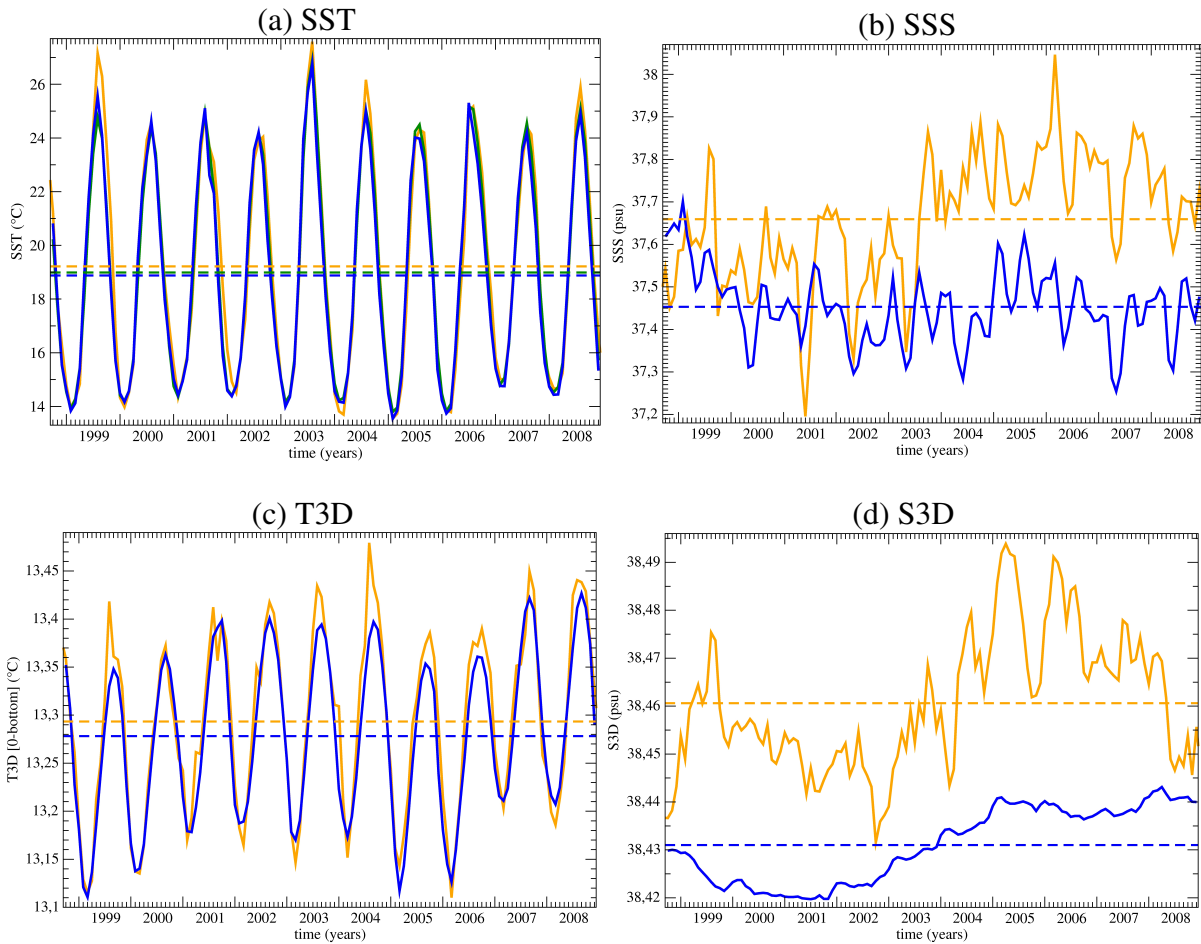 (a) SST
SST (°C)
26
24
22
20
18
16
14
1999 2000 2001 2002 2003 2004 2005 2006 2007 2008
time (years)
(b) SSS
SSS (psu)
38
37,9
37,8
37,7
37,6
37,5
37,4
37,3
37,2
1999 2000 2001 2002 2003 2004 2005 2006 2007 2008
time (years)
(c) T3D
T3D [0-bottom] (°C)
13,45
13,4
13,35
13,3
13,25
13,2
13,15
13,1
1999 2000 2001 2002 2003 2004 2005 2006 2007 2008
time (years)
(d) S3D
S3D (psu)
38,49
38,48
38,47
38,46
38,45
38,44
38,43
38,42
1999 2000 2001 2002 2003 2004 2005 2006 2007 2008
time (years)